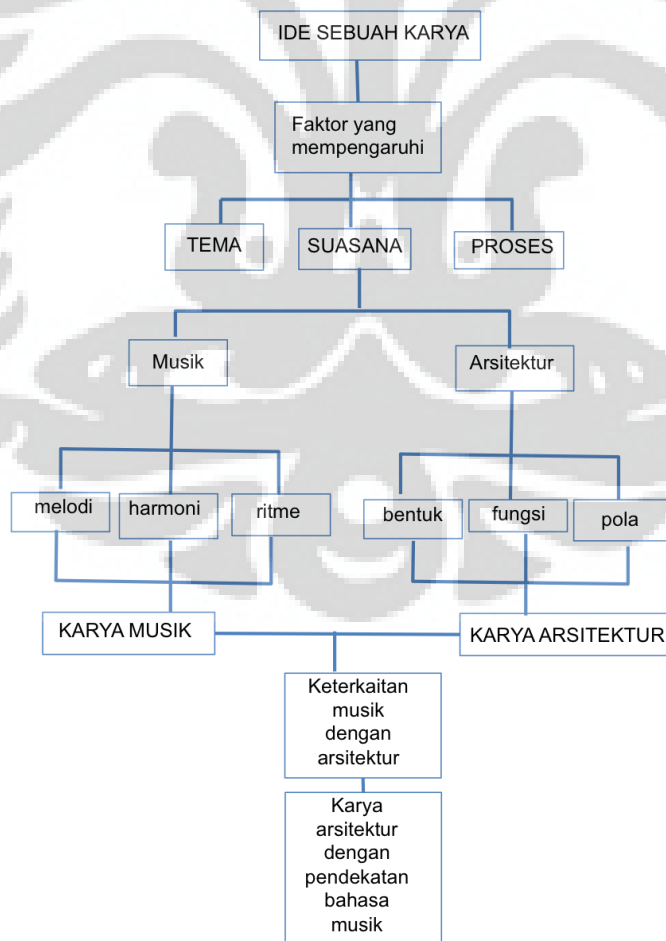 IDE SEBUAH KARYA
Faktor yang
mempengaruhi
TEMA
SUASANA
PROSES
Musik
Arsitektur
melodi
harmoni
ritme
bentuk
fungsi
pola
KARYA MUSIK
KARYA ARSITEKTUR
Keterkaitan
musik
dengan
arsitektur
Karya
arsitektur
dengan
pendekatan
bahasa
musik